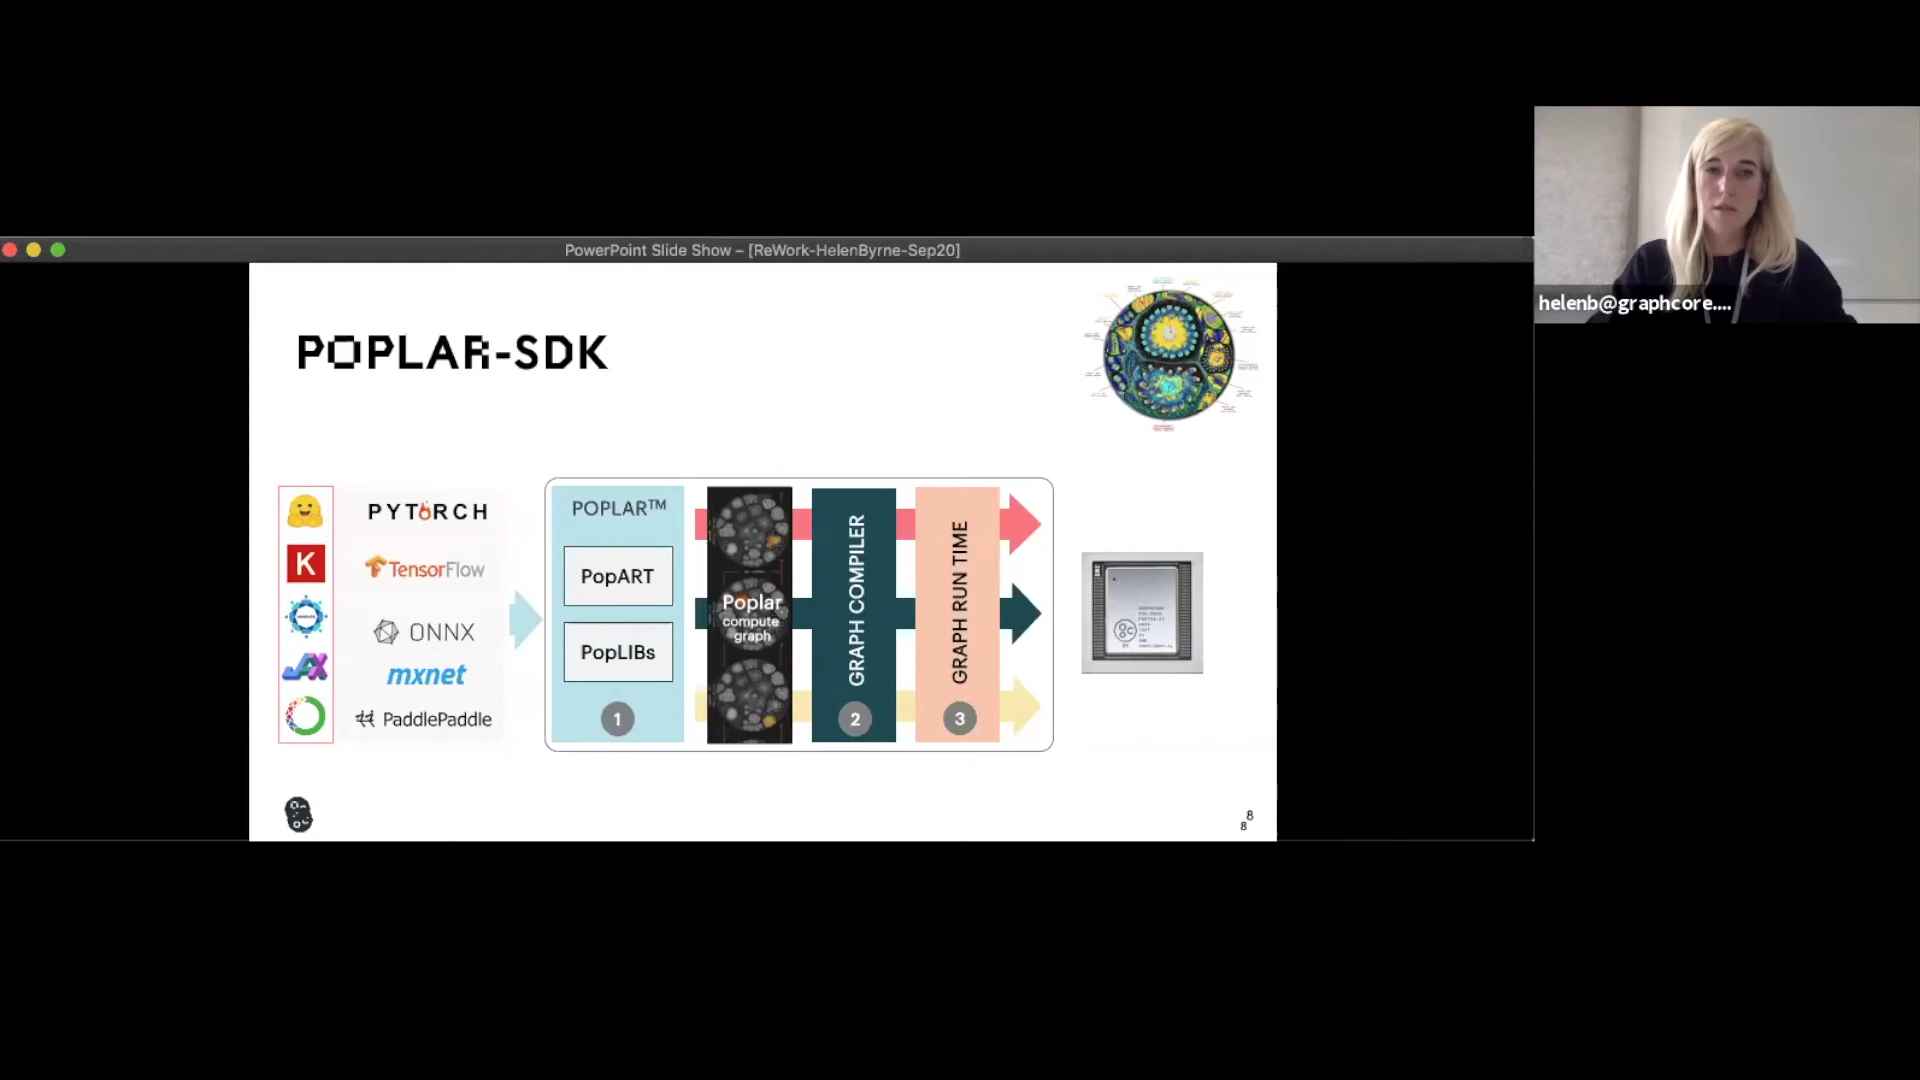 PowerPoint Slide Show – [ReWork-HelenByrne-Sep20]
helenb@graphcore....
POPLAR-SDK
PYTORCH
TensorFlow
ONNX
mxnet
PaddlePaddle
K
POPLAR™
PopART
PopLIBs
1
Poplar
compute
graph
GRAPH COMPILER
2
GRAPH RUN TIME
3
8
8